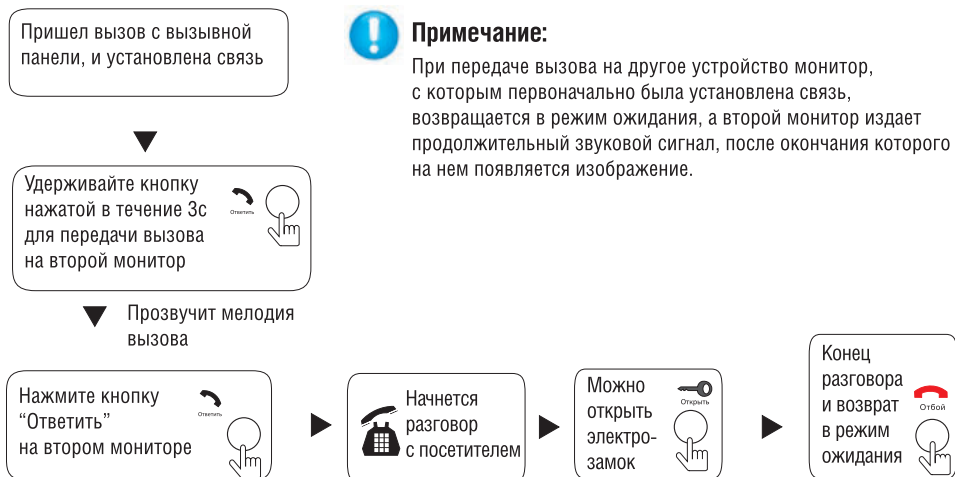 Пришел вызов с вызывной
панели, и установлена связь
Примечание:
При передаче вызова на другое устройство монитор,
с которым первоначально была установлена связь,
возвращается в режим ожидания, а второй монитор издает
продолжительный звуковой сигнал, после окончания которого
на нем появляется изображение.
Удерживайте кнопку
нажатой в течение 3с
для передачи вызова
на второй монитор
Ответить
Прозвучит мелодия
вызова
Нажмите кнопку
“Ответить”
на втором мониторе
Ответить
Начнется
разговор
с посетителем
Можно
открыть
электро-
замок
Открыть
Конец
разговора
и возврат
в режим
ожидания
Отбой